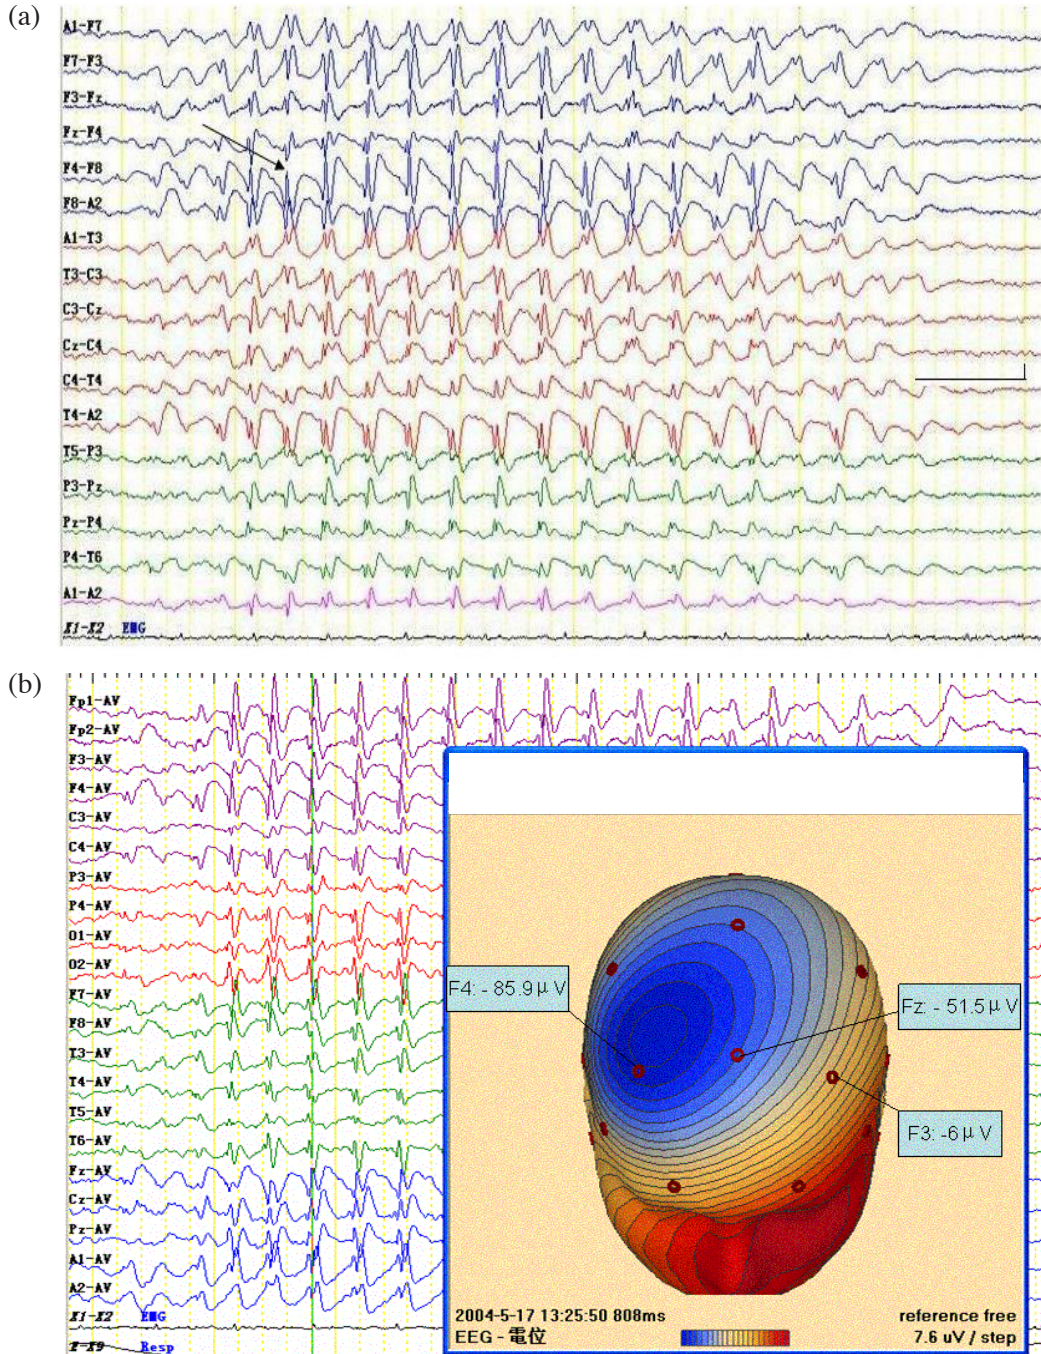 (a)
A1-F7
F7-F3
F3-Fz
Fz-F4
F4-F8
F8-A2
A1-T3
T3-C3
C3-Cz
Cz-C4
C4-T4
T4-A2
T5-P3
P3-Pz
Pz-P4
P4-T6
A1-A2
X1-X2 EMG
(b)
Fp1-AV
Fp2-AV
F3-AV
F4-AV
C3-AV
C4-AV
P3-AV
P4-AV
O1-AV
O2-AV
F7-AV
F8-AV
T3-AV
T4-AV
T5-AV
T6-AV
Fz-AV
Cz-AV
Pz-AV
A1-AV
A2-AV
X1-X2 EMG
Resp
F4: - 85.9 μ V
Fz: - 51.5 μ V
F3: -6 μ V
2004-5-17 13:25:50 808ms
EEG - 電位
reference free
7.6 uV / step